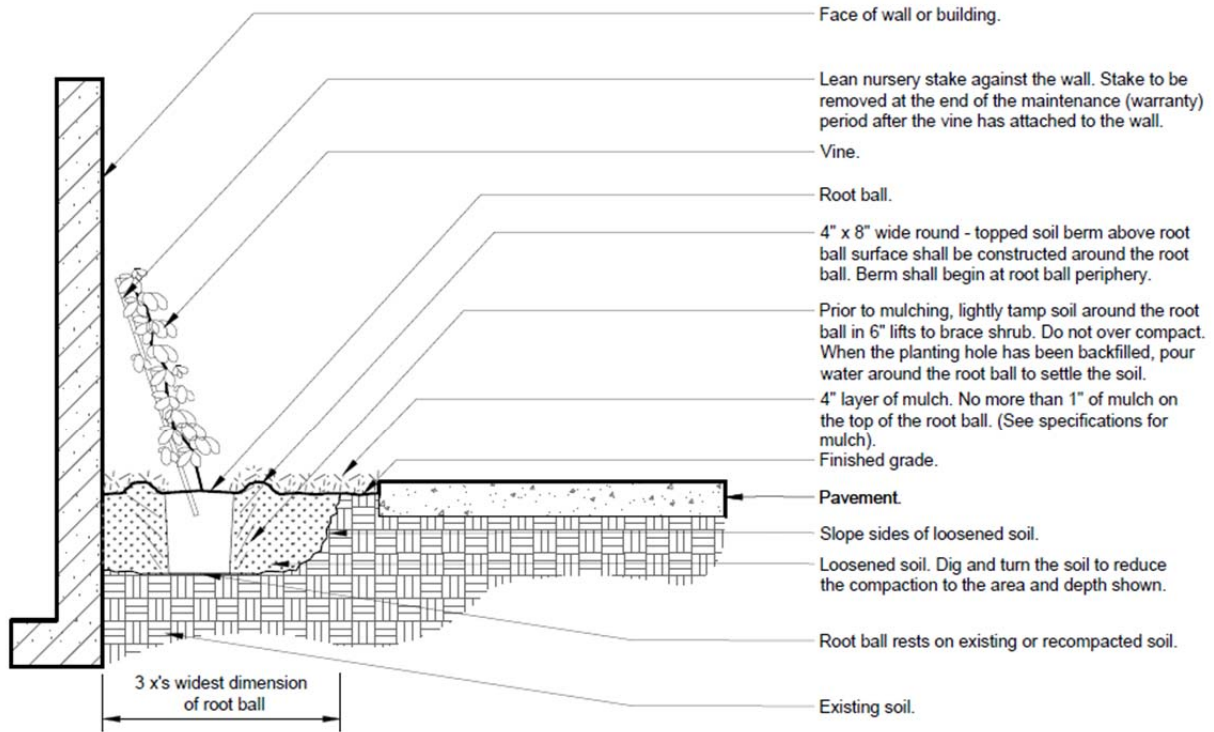 Face of wall or building.
Lean nursery stake against the wall. Stake to be
removed at the end of the maintenance (warranty)
period after the vine has attached to the wall.
Vine.
Root ball.
4" x 8" wide round - topped soil berm above root
ball surface shall be constructed around the root
ball. Berm shall begin at root ball periphery.
Prior to mulching, lightly tamp soil around the root
ball in 6" lifts to brace shrub. Do not over compact.
When the planting hole has been backfilled, pour
water around the root ball to settle the soil.
4" layer of mulch. No more than 1" of mulch on
the top of the root ball. (See specifications for
mulch).
Finished grade.
Pavement.
Slope sides of loosened soil.
Loosened soil. Dig and turn the soil to reduce
the compaction to the area and depth shown.
Root ball rests on existing or recompacted soil.
3 x's widest dimension
of root ball
Existing soil.